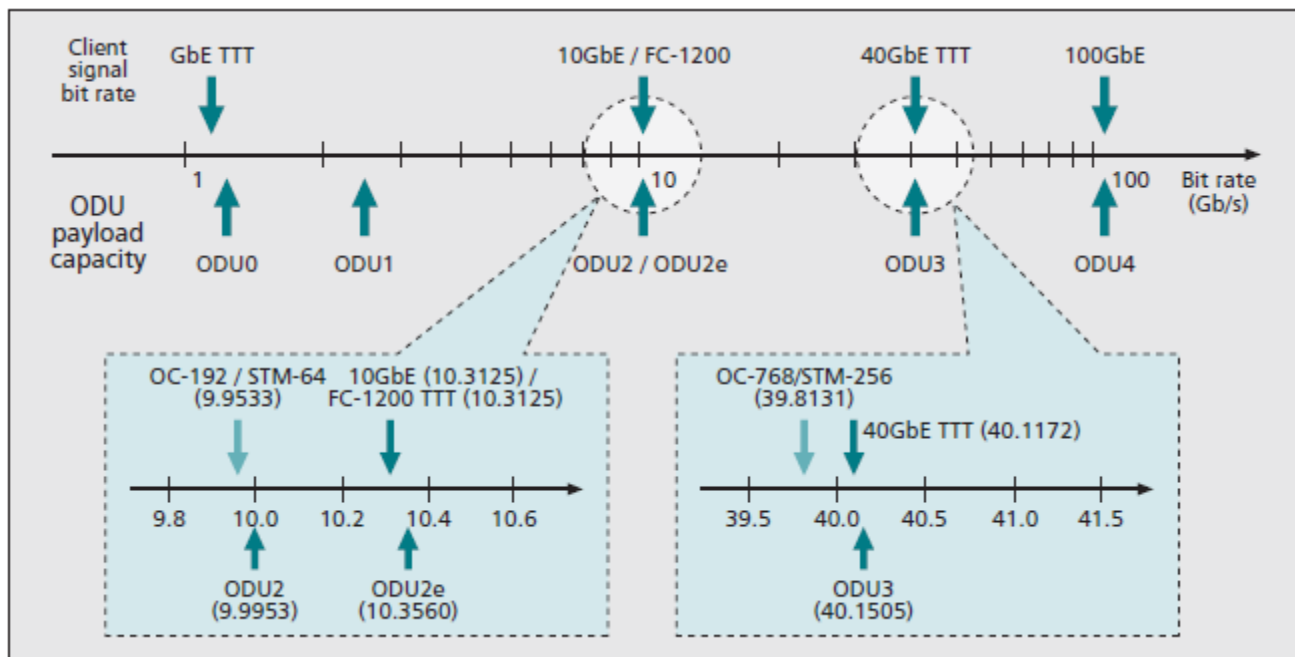 Client
signal
bit rate
GbE TTT
10GbE / FC-1200
40GbE TTT
100GbE
1
10
100
Bit rate
(Gb/s)
ODU
payload
capacity
ODU0
ODU1
ODU2 / ODU2e
ODU3
ODU4
OC-192 / STM-64
(9.9533)
10GbE (10.3125) /
FC-1200 TTT (10.3125)
9.8 10.0 10.2 10.4 10.6
ODU2
(9.9953)
ODU2e
(10.3560)
OC-768/STM-256
(39.8131)
40GbE TTT (40.1172)
39.5 40.0 40.5 41.0 41.5
ODU3
(40.1505)